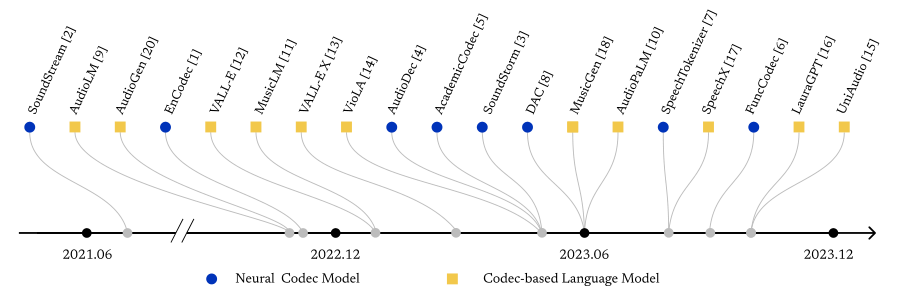 SoundStream [2]
AudioLM [9]
AudioGen [20]
EnCodec [1]
VALL-E [12]
MusicLM [11]
VALL-E X [13]
VioLA [14]
AudioDec [4]
AcademicCodec [5]
SoundStorm [3]
DAC [8]
MusicGen [18]
AudioPaLM [10]
SpeechTokenizer [7]
SpeechX [17]
FuncCodec [6]
LauraGPT [16]
UniAudio [15]
2021.06
2022.12
2023.06
2023.12
Neural Codec Model
Codec-based Language Model